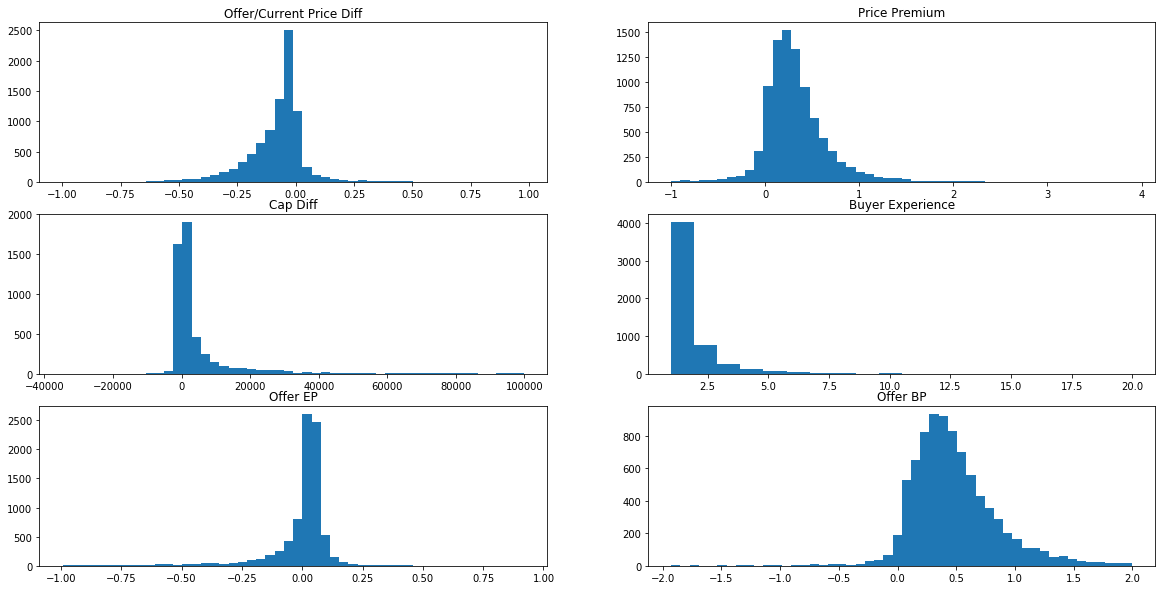 Offer/Current Price Diff
2500
2000
1500
1000
500
0
−1.00 −0.75 −0.50 −0.25 0.00 0.25 0.50 0.75 1.00
Price Premium
1500
1250
1000
750
500
250
0
−1 0 1 2 3 4
Cap Diff
2000
1500
1000
500
0
−40000 −20000 0 20000 40000 60000 80000 100000
Buyer Experience
4000
3000
2000
1000
0
2.5 5.0 7.5 10.0 12.5 15.0 17.5 20.0
Offer EP
2500
2000
1500
1000
500
0
−1.00 −0.75 −0.50 −0.25 0.00 0.25 0.50 0.75 1.00
Offer BP
800
600
400
200
0
−2.0 −1.5 −1.0 −0.5 0.0 0.5 1.0 1.5 2.0